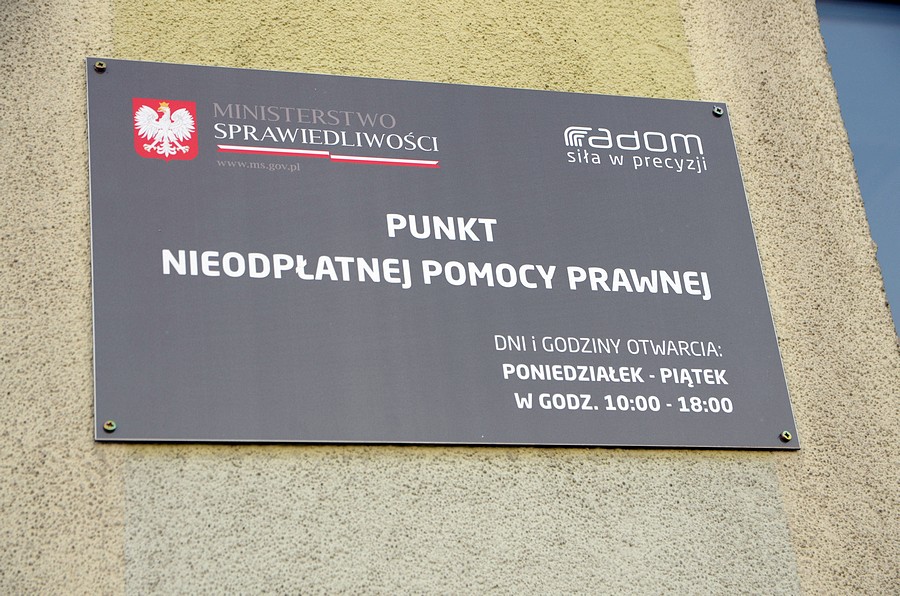 MINISTERSTWO
SPRAWIEDLIWOŚCI
www.ms.gov.pl
radom
siła w precyzji
PUNKT
NIEODPŁATNEJ POMOCY PRAWNEJ
DNI i GODZINY OTWARCIA:
PONIEDZIAŁEK - PIĄTEK
W GODZ. 10:00 - 18:00